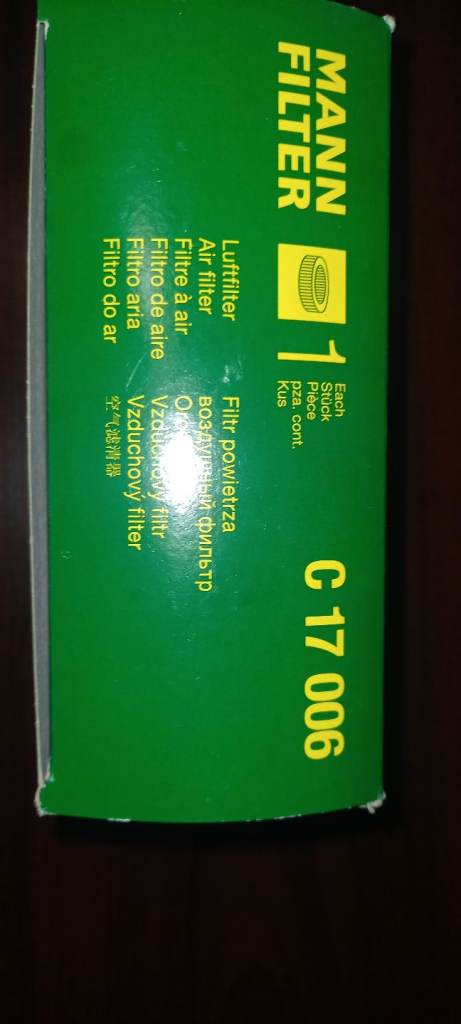 MANN
FILTER
1
Each
Stück
Pièce
pza. cont.
Kus
C 17 006
Luftfilter
Air filter
Filtre à air
Filtro de aire
Filtro aria
Filtro do ar
Filtr powietrza
воздушный фильтр
Vzduchový filtr
Vzduchový filter
空气滤清器